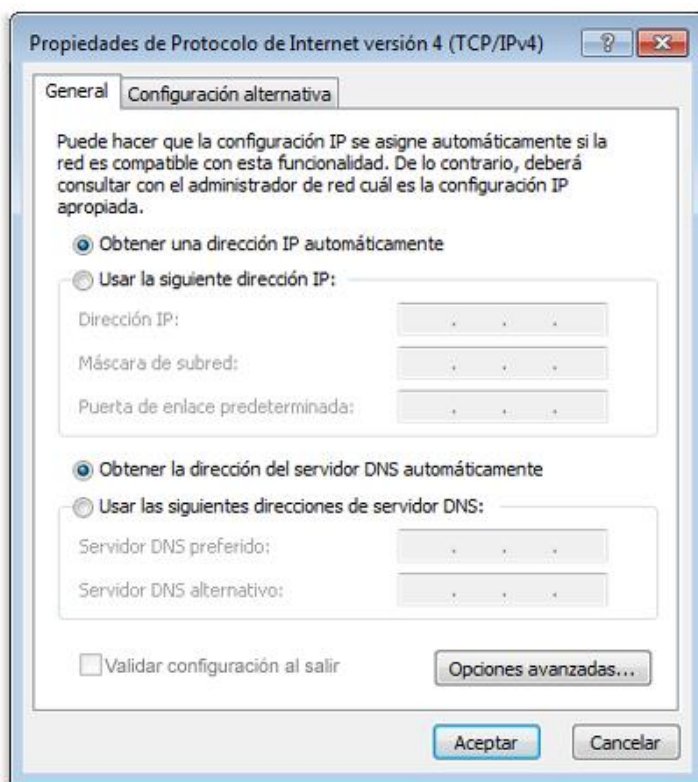 Propiedades de Protocolo de Internet versión 4 (TCP/IPv4)
General
Configuración alternativa
Puede hacer que la configuración IP se asigne automáticamente si la
red es compatible con esta funcionalidad. De lo contrario, deberá
consultar con el administrador de red cuál es la configuración IP
apropiada.
Obtener una dirección IP automáticamente
Usar la siguiente dirección IP:
Dirección IP:
Máscara de subred:
Puerta de enlace predeterminada:
Obtener la dirección del servidor DNS automáticamente
Usar las siguientes direcciones de servidor DNS:
Servidor DNS preferido:
Servidor DNS alternativo:
Validar configuración al salir
Opciones avanzadas...
Aceptar
Cancelar